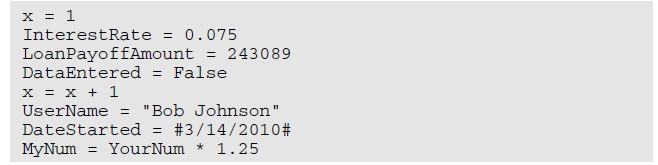 x = 1
InterestRate = 0.075
LoanPayoffAmount = 243089
DataEntered = False
x = x + 1
UserName = "Bob Johnson"
DateStarted = #3/14/2010#
MyNum = YourNum * 1.25